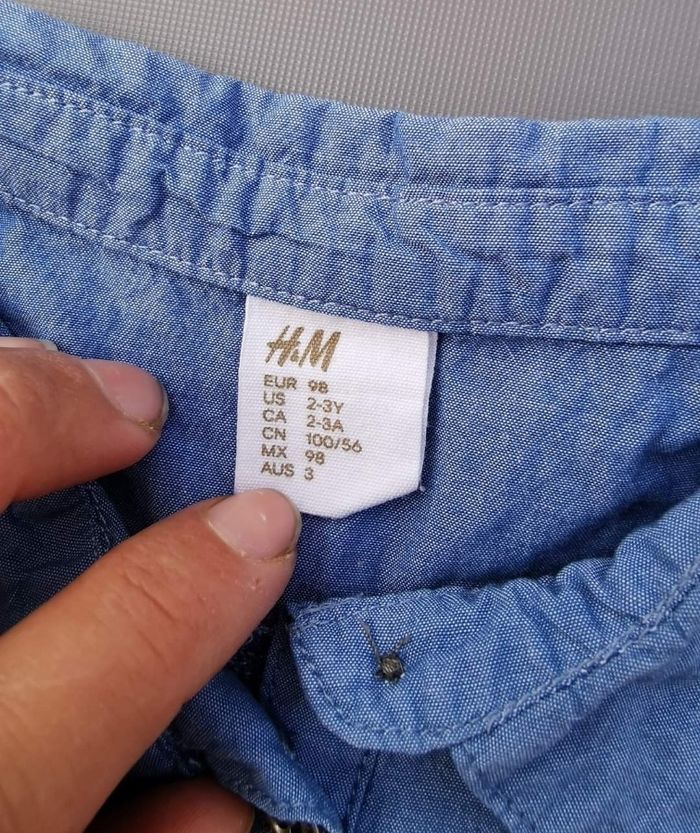 H&M
EUR 98
US 2-3Y
CA 2-3A
CN 100/56
MX 98
AUS 3